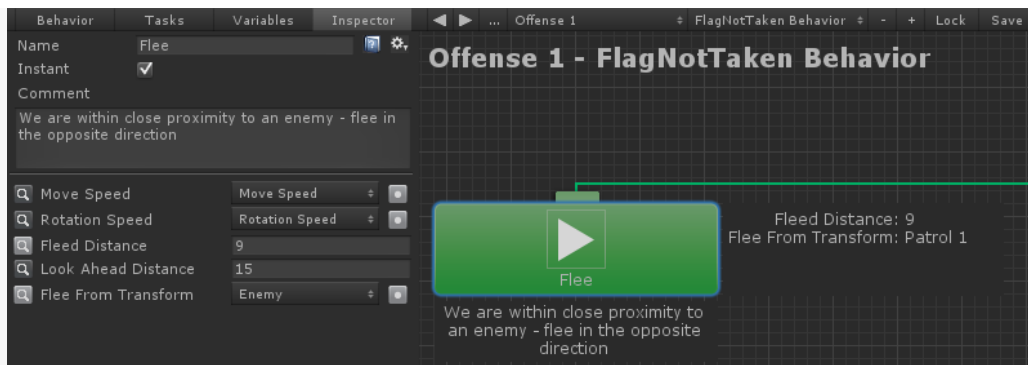 Behavior Tasks Variables Inspector ... Offense 1 FlagNotTaken Behavior - + Lock Save
Name Flee
Instant
Comment
We are within close proximity to an enemy - flee in
the opposite direction
Move Speed Move Speed
Rotation Speed Rotation Speed
Fleed Distance 9
Look Ahead Distance 15
Flee From Transform Enemy
Offense 1 - FlagNotTaken Behavior
Flee
We are within close proximity to
an enemy - flee in the opposite
direction
Fleed Distance: 9
Flee From Transform: Patrol 1